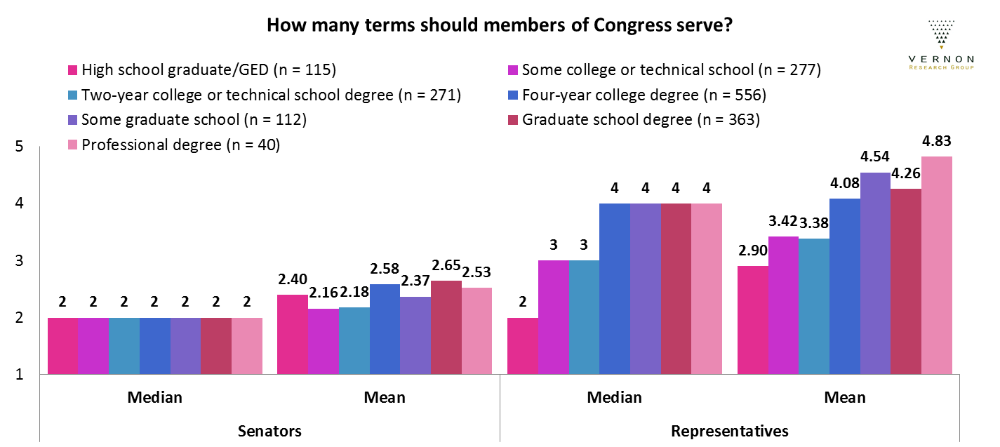 How many terms should members of Congress serve?
VERNON
RESEARCH GROUP
High school graduate/GED (n = 115)
Some college or technical school (n = 277)
Two-year college or technical school degree (n = 271)
Four-year college degree (n = 556)
Some graduate school (n = 112)
Graduate school degree (n = 363)
Professional degree (n = 40)
5
4
3
2
1
2 2 2 2 2 2 2
2.40 2.16 2.18 2.58 2.37 2.65 2.53
2 3 3 4 4 4 4
2.90 3.42 3.38 4.08 4.54 4.26 4.83
Median Mean Median Mean
Senators Representatives